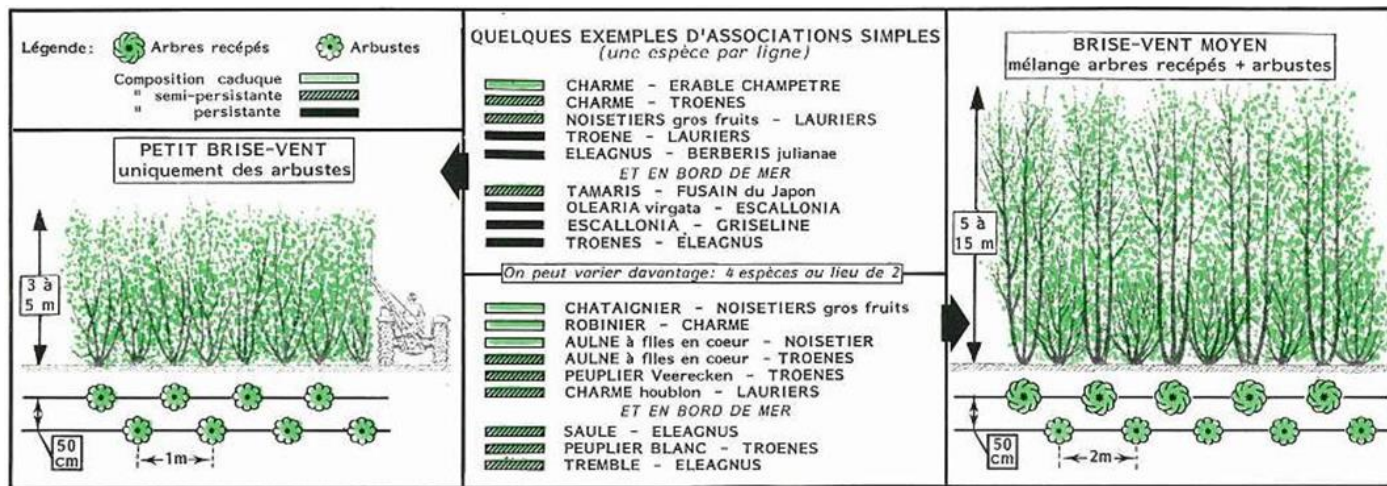 Légende:
Arbres recépés
Arbustes
Composition caduque
" semi-persistante
" persistante
PETIT BRISE-VENT
uniquement des arbustes
3 à
5 m
50
cm
1m
QUELQUES EXEMPLES D'ASSOCIATIONS SIMPLES
(une espèce par ligne)
CHARME - ERABLE CHAMPETRE
CHARME - TROENES
NOISETIERS gros fruits - LAURIERS
TROENE - LAURIERS
ELEAGNUS - BERBERIS julianae
ET EN BORD DE MER
TAMARIS - FUSAIN du Japon
OLEARIA virgata - ESCALLONIA
ESCALLONIA - GRISELINE
TROENES - ELEAGNUS
On peut varier davantage: 4 espèces au lieu de 2
CHATAIGNIER - NOISETIERS gros fruits
ROBINIER - CHARME
AULNE à flles en coeur - NOISETIER
AULNE à flles en coeur - TROENES
PEUPLIER Veerecken - TROENES
CHARME houblon - LAURIERS
ET EN BORD DE MER
SAULE - ELEAGNUS
PEUPLIER BLANC - TROENES
TREMBLE - ELEAGNUS
BRISE-VENT MOYEN
mélange arbres recépés + arbustes
5 à
15 m
50
cm
2m